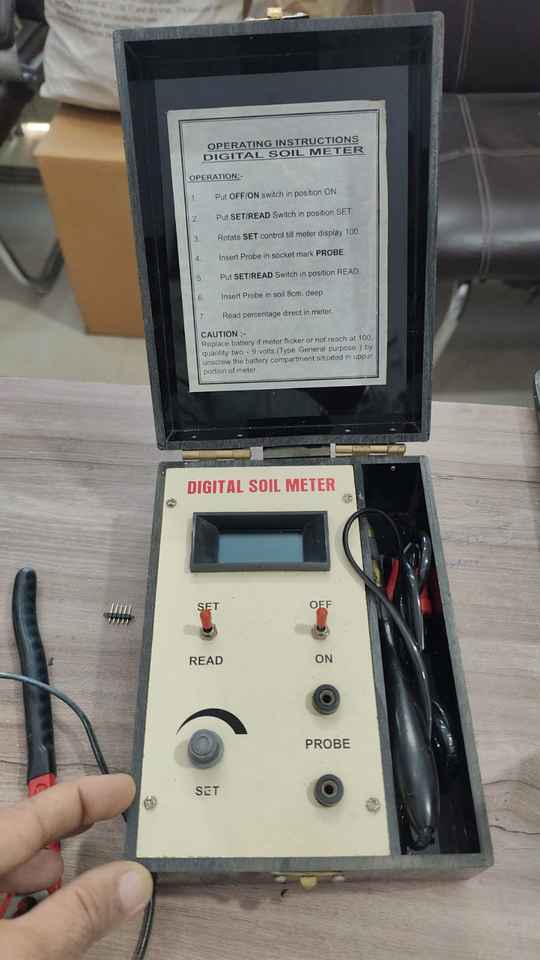 OPERATING INSTRUCTIONS
DIGITAL SOIL METER
OPERATION:-
1. Put OFF/ON switch in position ON.
2. Put SET/READ Switch in position SET.
3. Rotate SET control till meter display 100.
4. Insert Probe in socket mark PROBE.
5. Put SET/READ Switch in position READ.
6. Insert Probe in soil 8cm. deep.
7. Read percentage direct in meter.
CAUTION :-
Replace battery if meter flicker or not reach at 100,
quantity two - 9 volts.(Type General purpose ) by
unscrew the battery compartment situated in uppur
portion of meter.
DIGITAL SOIL METER
SET OFF
READ ON
PROBE
SET